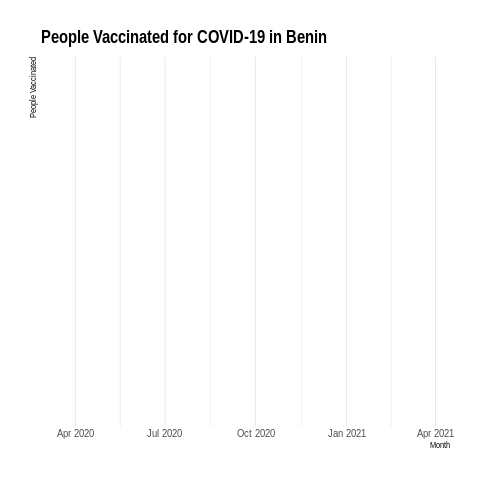 People Vaccinated for COVID-19 in Benin
People Vaccinated
Apr 2020 Jul 2020 Oct 2020 Jan 2021 Apr 2021
Month